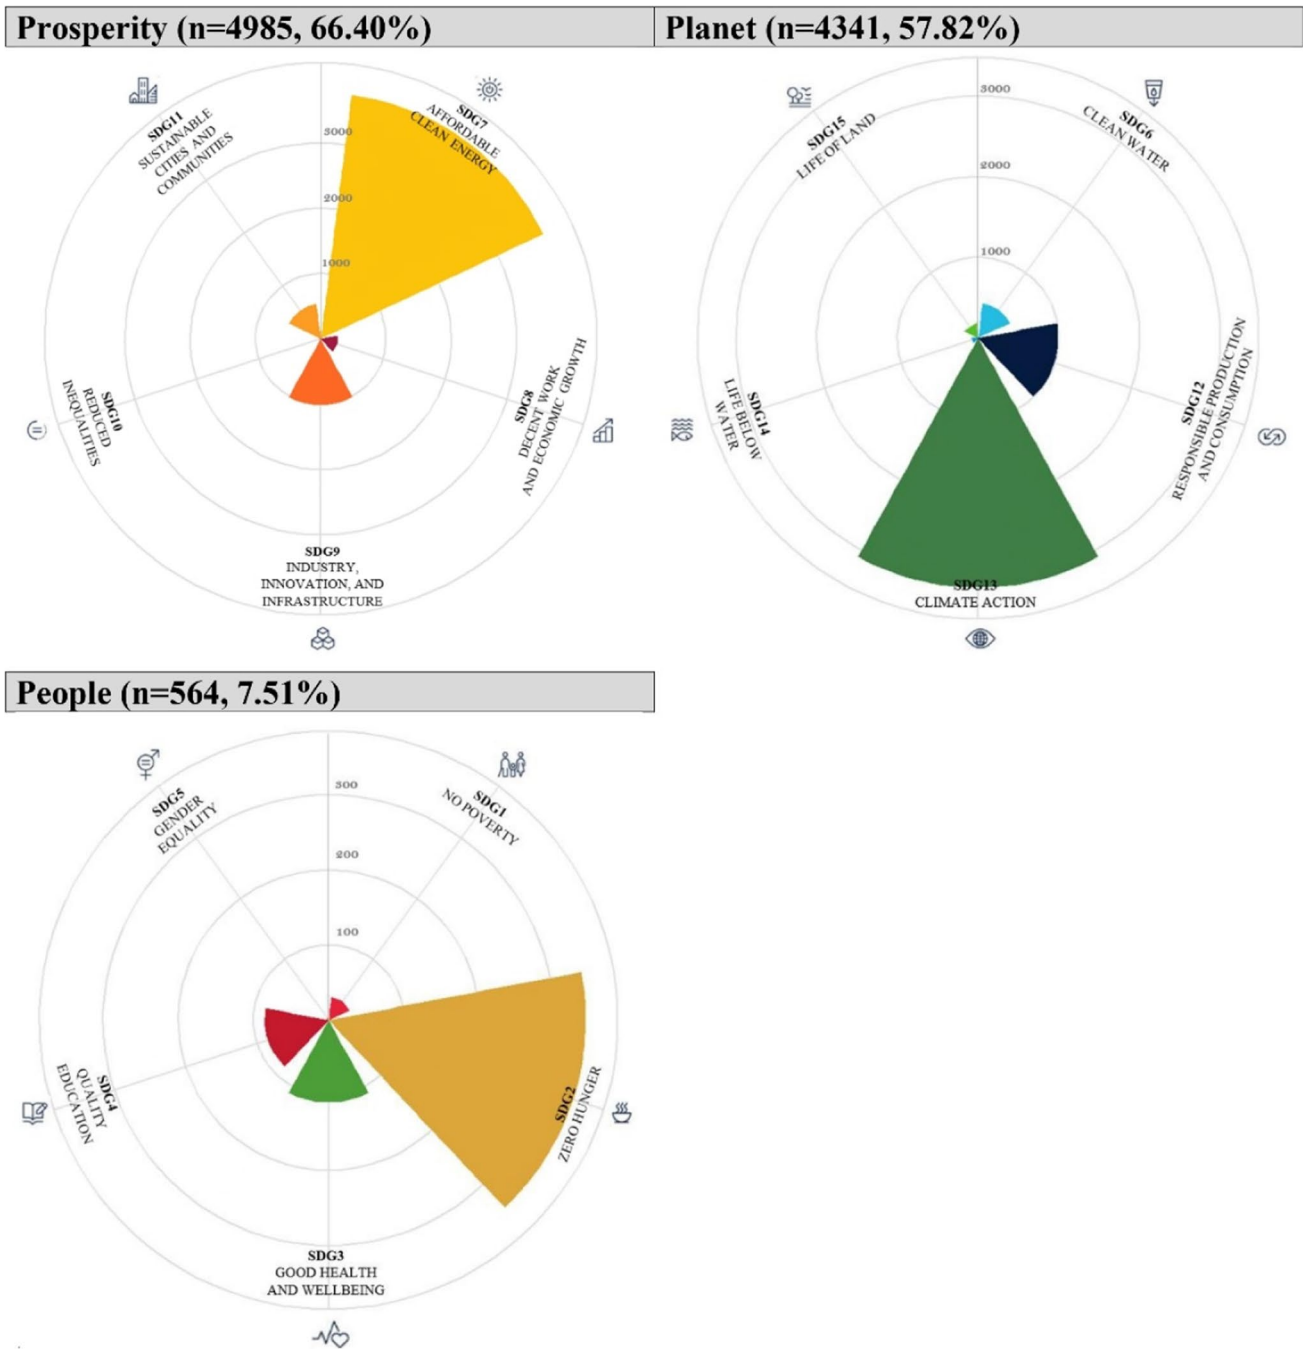 Prosperity (n=4985, 66.40%)
SDG11
SUSTAINABLE
CITIES AND
COMMUNITIES
SDG7
AFFORDABLE
CLEAN ENERGY
3000
2000
1000
SDG10
REDUCED
INEQUALITIES
SDG8
DECENT WORK
AND ECONOMIC GROWTH
SDG9
INDUSTRY,
INNOVATION, AND
INFRASTRUCTURE
Planet (n=4341, 57.82%)
SDG15
LIFE OF LAND
SDG6
CLEAN WATER
3000
2000
1000
SDG14
LIFE BELOW
WATER
SDG12
RESPONSIBLE PRODUCTION
AND CONSUMPTION
SDG13
CLIMATE ACTION
People (n=564, 7.51%)
SDG5
GENDER
EQUALITY
SDG1
NO POVERTY
300
200
100
SDG4
QUALITY
EDUCATION
SDG2
ZERO HUNGER
SDG3
GOOD HEALTH
AND WELLBEING